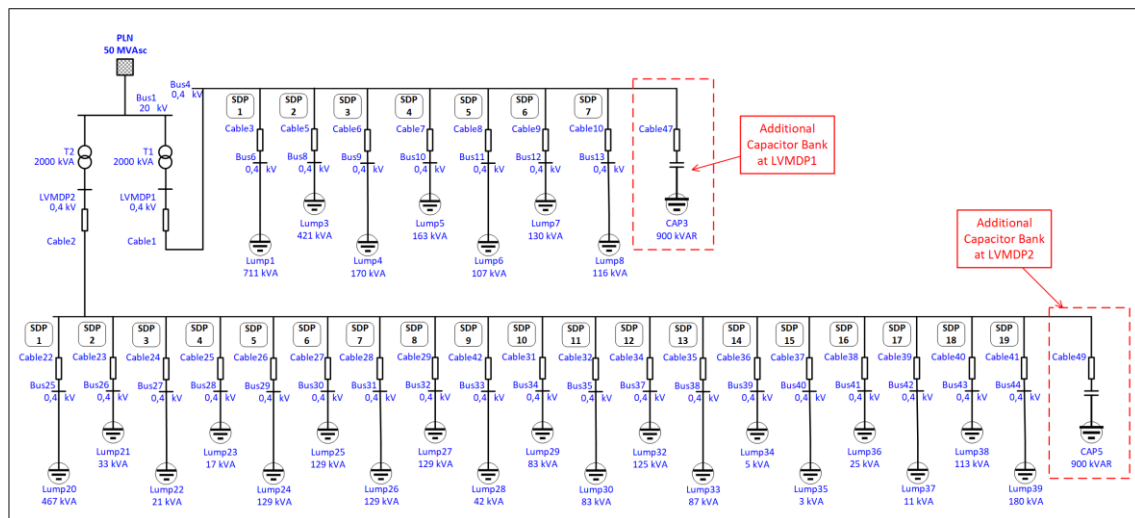 PLN
50 MVAsc
Bus1
20 kV
T2
2000 kVA
T1
2000 kVA
LVMDP2
0,4 kV
LVMDP1
0,4 kV
Cable2
Cable1
Bus4
0,4 kV
SDP
1
SDP
2
SDP
3
SDP
4
SDP
5
SDP
6
SDP
7
Cable3
Cable5
Cable6
Cable7
Cable8
Cable9
Cable10
Cable47
Bus6
0,4 kV
Bus8
0,4 kV
Bus9
0,4 kV
Bus10
0,4 kV
Bus11
0,4 kV
Bus12
0,4 kV
Bus13
0,4 kV
Lump3
421 kVA
Lump5
163 kVA
Lump7
130 kVA
Lump1
711 kVA
Lump4
170 kVA
Lump6
107 kVA
Lump8
116 kVA
CAP3
900 kVAR
Additional
Capacitor Bank
at LVMDP1
Additional
Capacitor Bank
at LVMDP2
SDP
1
SDP
2
SDP
3
SDP
4
SDP
5
SDP
6
SDP
7
SDP
8
SDP
9
SDP
10
SDP
11
SDP
12
SDP
13
SDP
14
SDP
15
SDP
16
SDP
17
SDP
18
SDP
19
Cable22
Cable23
Cable24
Cable25
Cable26
Cable27
Cable28
Cable29
Cable42
Cable31
Cable32
Cable34
Cable35
Cable36
Cable37
Cable38
Cable39
Cable40
Cable41
Cable49
Bus25
0,4 kV
Bus26
0,4 kV
Bus27
0,4 kV
Bus28
0,4 kV
Bus29
0,4 kV
Bus30
0,4 kV
Bus31
0,4 kV
Bus32
0,4 kV
Bus33
0,4 kV
Bus34
0,4 kV
Bus35
0,4 kV
Bus37
0,4 kV
Bus38
0,4 kV
Bus39
0,4 kV
Bus40
0,4 kV
Bus41
0,4 kV
Bus42
0,4 kV
Bus43
0,4 kV
Bus44
0,4 kV
Lump21
33 kVA
Lump23
17 kVA
Lump25
129 kVA
Lump27
129 kVA
Lump29
83 kVA
Lump32
125 kVA
Lump34
5 kVA
Lump36
25 kVA
Lump38
113 kVA
CAP5
900 kVAR
Lump20
467 kVA
Lump22
21 kVA
Lump24
129 kVA
Lump26
129 kVA
Lump28
42 kVA
Lump30
83 kVA
Lump33
87 kVA
Lump35
3 kVA
Lump37
11 kVA
Lump39
180 kVA